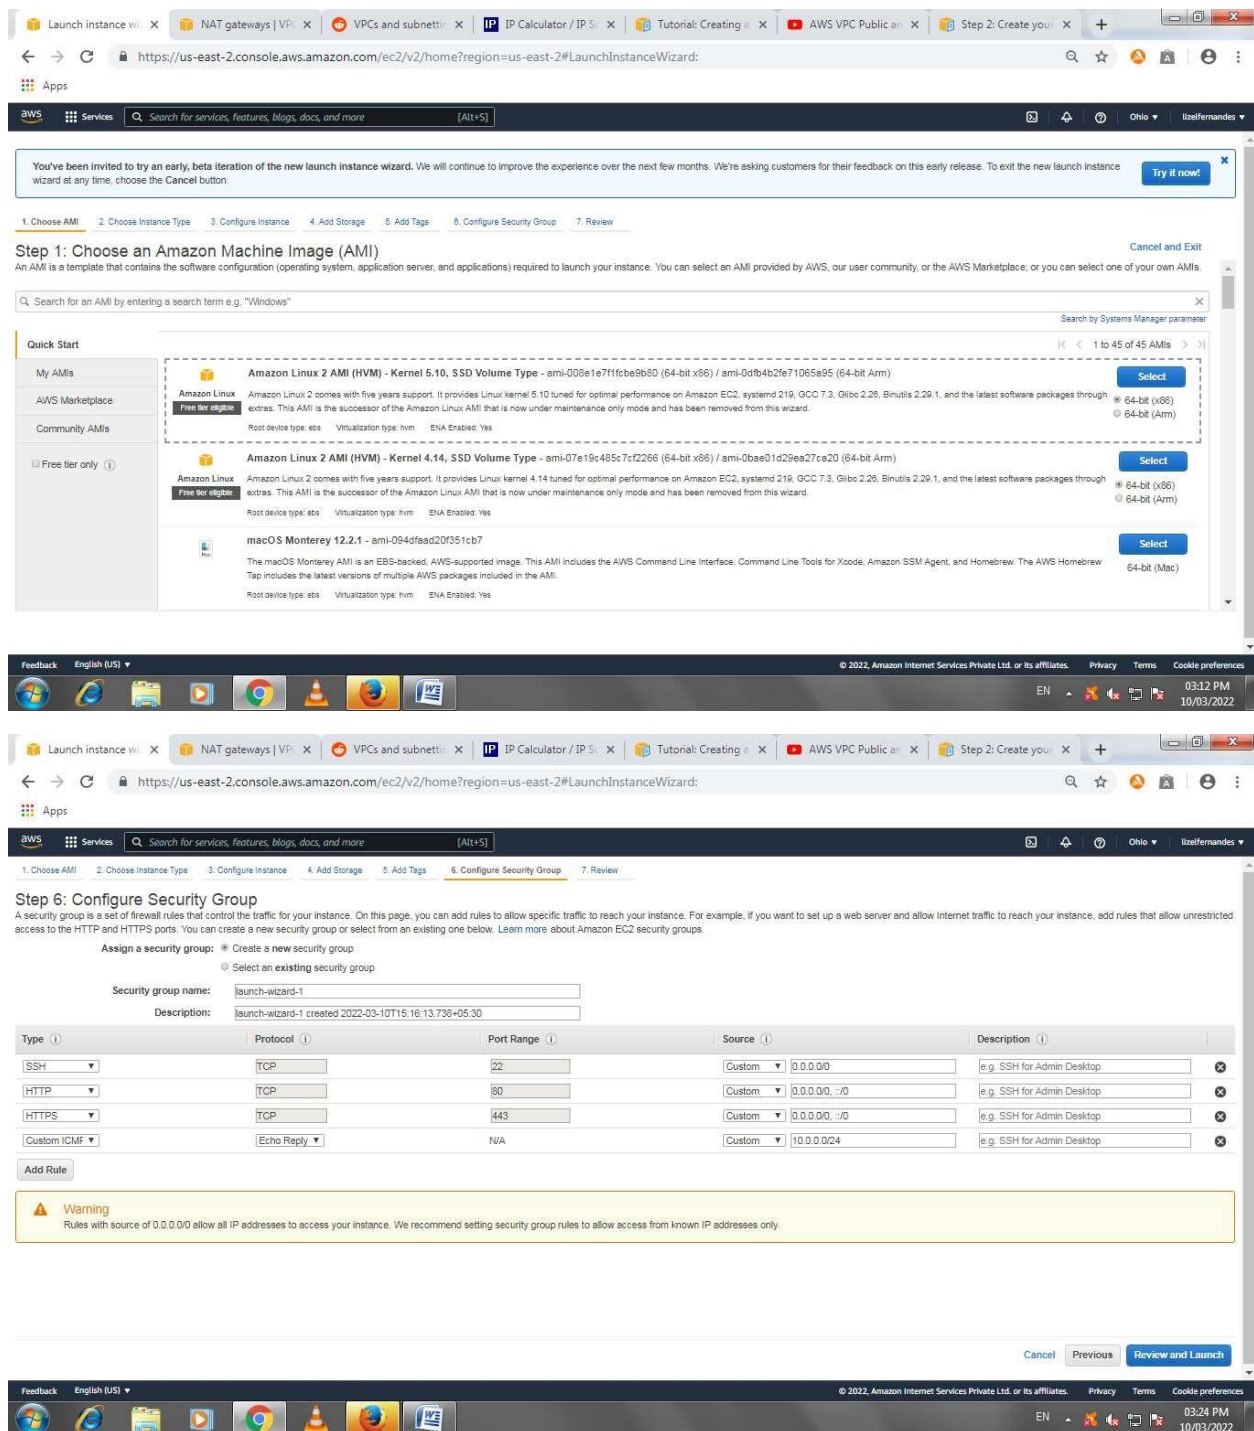 Launch instance wi
NAT gateways | VP
VPCs and subnettin
IP
IP Calculator / IP S
Tutorial: Creating a
AWS VPC Public an
Step 2: Create your
https://us-east-2.console.aws.amazon.com/ec2/v2/home?region=us-east-2#LaunchInstanceWizard:
Apps
aws
Services
Search for services, features, blogs, docs, and more
[Alt+S]
Ohio
lizelfernandes
You've been invited to try an early, beta iteration of the new launch instance wizard. We will continue to improve the experience over the next few months. We're asking customers for their feedback on this early release. To exit the new launch instance
wizard at any time, choose the Cancel button.
Try it now!
1. Choose AMI
2. Choose Instance Type
3. Configure Instance
4. Add Storage
5. Add Tags
6. Configure Security Group
7. Review
Step 1: Choose an Amazon Machine Image (AMI)
Cancel and Exit
An AMI is a template that contains the software configuration (operating system, application server, and applications) required to launch your instance. You can select an AMI provided by AWS, our user community, or the AWS Marketplace; or you can select one of your own AMIs.
Search for an AMI by entering a search term e.g. "Windows"
Search by Systems Manager parameter
Quick Start
1 to 45 of 45 AMIs
My AMIs
AWS Marketplace
Community AMIs
Free tier only
Amazon Linux
Free tier eligible
Amazon Linux 2 AMI (HVM) - Kernel 5.10, SSD Volume Type - ami-008e1e7f1fcbe9b80 (64-bit x86) / ami-0dfb4b2fe71065a95 (64-bit Arm)
Amazon Linux 2 comes with five years support. It provides Linux kernel 5.10 tuned for optimal performance on Amazon EC2, systemd 219, GCC 7.3, Glibc 2.26, Binutils 2.29.1, and the latest software packages through
extras. This AMI is the successor of the Amazon Linux AMI that is now under maintenance only mode and has been removed from this wizard.
Root device type: ebs Virtualization type: hvm ENA Enabled: Yes
Select
64-bit (x86)
64-bit (Arm)
Amazon Linux
Free tier eligible
Amazon Linux 2 AMI (HVM) - Kernel 4.14, SSD Volume Type - ami-07e19c485c7cf2266 (64-bit x86) / ami-0bae01d29ea27ca20 (64-bit Arm)
Amazon Linux 2 comes with five years support. It provides Linux kernel 4.14 tuned for optimal performance on Amazon EC2, systemd 219, GCC 7.3, Glibc 2.26, Binutils 2.29.1, and the latest software packages through
extras. This AMI is the successor of the Amazon Linux AMI that is now under maintenance only mode and has been removed from this wizard.
Root device type: ebs Virtualization type: hvm ENA Enabled: Yes
Select
64-bit (x86)
64-bit (Arm)
macOS Monterey 12.2.1 - ami-094dfaad20f351cb7
The macOS Monterey AMI is an EBS-backed, AWS-supported image. This AMI includes the AWS Command Line Interface, Command Line Tools for Xcode, Amazon SSM Agent, and Homebrew. The AWS Homebrew
Tap includes the latest versions of multiple AWS packages included in the AMI.
Root device type: ebs Virtualization type: hvm ENA Enabled: Yes
Select
64-bit (Mac)
Feedback
English (US)
© 2022, Amazon Internet Services Private Ltd. or its affiliates.
Privacy
Terms
Cookie preferences
EN
03:12 PM
10/03/2022
Launch instance wi
NAT gateways | VP
VPCs and subnettin
IP
IP Calculator / IP S
Tutorial: Creating a
AWS VPC Public an
Step 2: Create your
https://us-east-2.console.aws.amazon.com/ec2/v2/home?region=us-east-2#LaunchInstanceWizard:
Apps
aws
Services
Search for services, features, blogs, docs, and more
[Alt+S]
Ohio
lizelfernandes
1. Choose AMI
2. Choose Instance Type
3. Configure Instance
4. Add Storage
5. Add Tags
6. Configure Security Group
7. Review
Step 6: Configure Security Group
A security group is a set of firewall rules that control the traffic for your instance. On this page, you can add rules to allow specific traffic to reach your instance. For example, if you want to set up a web server and allow Internet traffic to reach your instance, add rules that allow unrestricted
access to the HTTP and HTTPS ports. You can create a new security group or select from an existing one below. Learn more about Amazon EC2 security groups.
Assign a security group:
Create a new security group
Select an existing security group
Security group name:
launch-wizard-1
Description:
launch-wizard-1 created 2022-03-10T15:16:13.738+05:30
Type
Protocol
Port Range
Source
Description
SSH
TCP
22
Custom
0.0.0.0/0
e.g. SSH for Admin Desktop
HTTP
TCP
80
Custom
0.0.0.0/0, ::/0
e.g. SSH for Admin Desktop
HTTPS
TCP
443
Custom
0.0.0.0/0, ::/0
e.g. SSH for Admin Desktop
Custom ICMF
Echo Reply
N/A
Custom
10.0.0.0/24
e.g. SSH for Admin Desktop
Add Rule
Warning
Rules with source of 0.0.0.0/0 allow all IP addresses to access your instance. We recommend setting security group rules to allow access from known IP addresses only.
Cancel
Previous
Review and Launch
Feedback
English (US)
© 2022, Amazon Internet Services Private Ltd. or its affiliates.
Privacy
Terms
Cookie preferences
EN
03:24 PM
10/03/2022